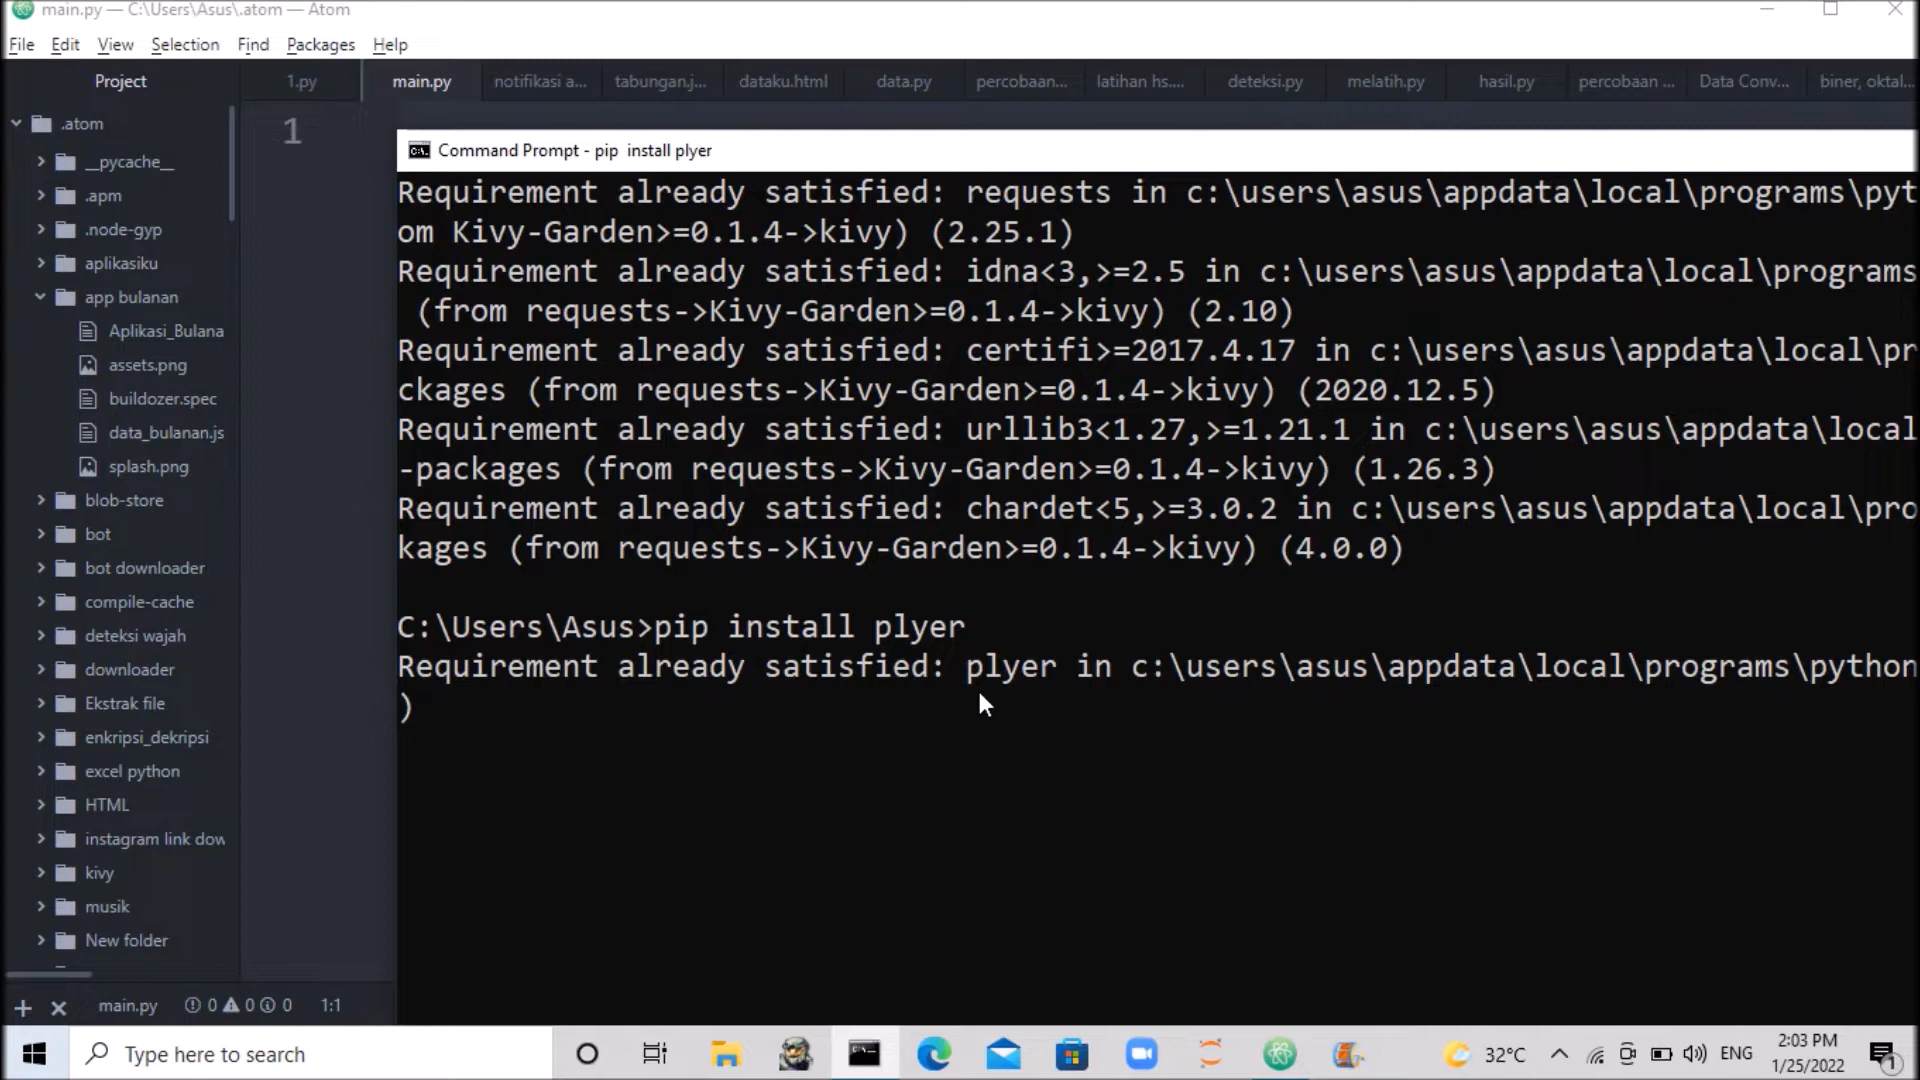 main.py — C:\Users\Asus\.atom — Atom
File Edit View Selection Find Packages Help
Project
1.py main.py notifikasi a... tabungan.j... dataku.html data.py percobaan... latihan hs.... deteksi.py melatih.py hasil.py percobaan ... Data Conv... biner, oktal...
.atom
__pycache__
.apm
.node-gyp
aplikasiku
app bulanan
Aplikasi_Bulana
assets.png
buildozer.spec
data_bulanan.js
splash.png
blob-store
bot
bot downloader
compile-cache
deteksi wajah
downloader
Ekstrak file
enkripsi_dekripsi
excel python
HTML
instagram link dow
kivy
musik
New folder
1
Command Prompt - pip  install plyer
Requirement already satisfied: requests in c:\users\asus\appdata\local\programs\pyt
om Kivy-Garden>=0.1.4->kivy) (2.25.1)
Requirement already satisfied: idna<3,>=2.5 in c:\users\asus\appdata\local\programs
(from requests->Kivy-Garden>=0.1.4->kivy) (2.10)
Requirement already satisfied: certifi>=2017.4.17 in c:\users\asus\appdata\local\pr
ckages (from requests->Kivy-Garden>=0.1.4->kivy) (2020.12.5)
Requirement already satisfied: urllib3<1.27,>=1.21.1 in c:\users\asus\appdata\local
-packages (from requests->Kivy-Garden>=0.1.4->kivy) (1.26.3)
Requirement already satisfied: chardet<5,>=3.0.2 in c:\users\asus\appdata\local\pro
kages (from requests->Kivy-Garden>=0.1.4->kivy) (4.0.0)
C:\Users\Asus>pip install plyer
Requirement already satisfied: plyer in c:\users\asus\appdata\local\programs\python
)
main.py 0 0 0 1:1
Type here to search
32°C
ENG
2:03 PM
1/25/2022
1